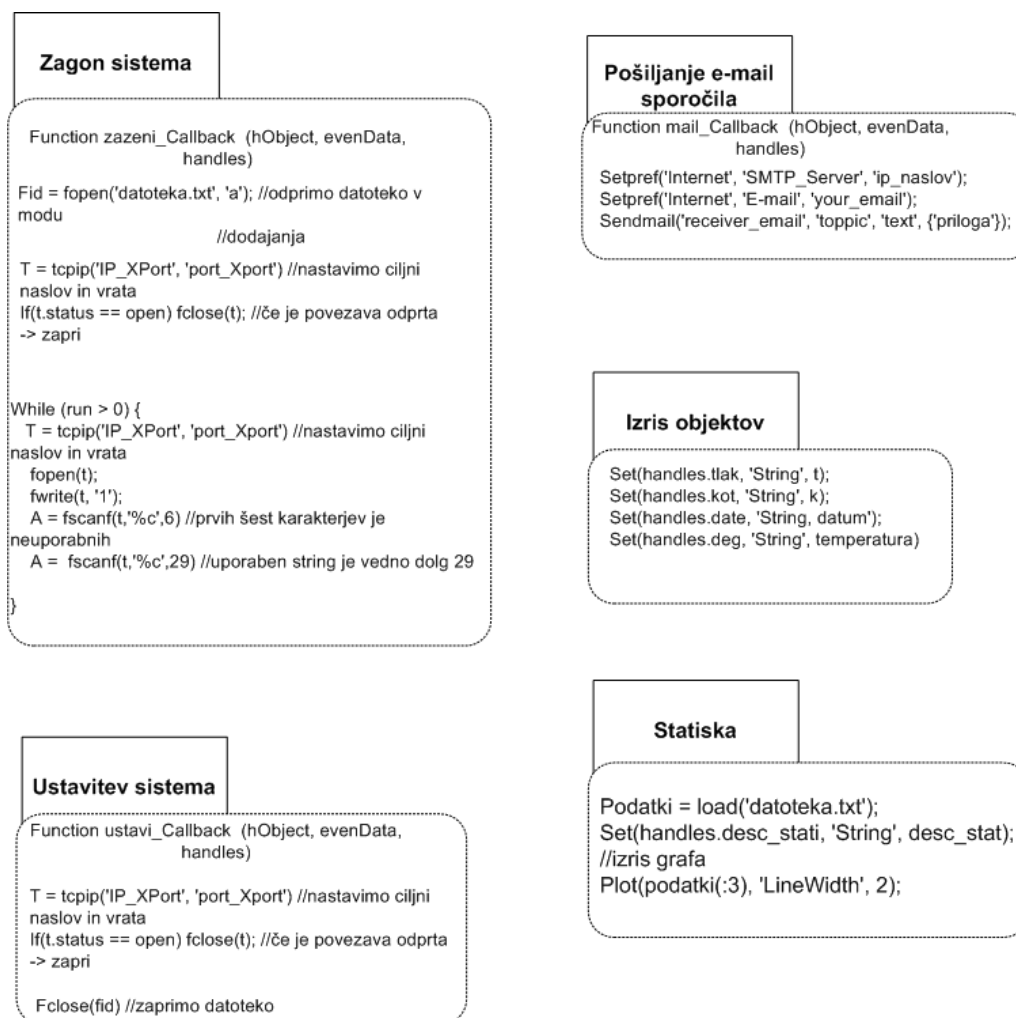 Zagon sistema
Function zazeni_Callback (hObject, evenData,
handles)
Fid = fopen('datoteka.txt', 'a'); //odprimo datoteko v
modu
//dodajanja
T = tcpip('IP_XPort', 'port_Xport') //nastavimo ciljni
naslov in vrata
If(t.status == open) fclose(t); //če je povezava odprta
-> zapri
While (run > 0) {
T = tcpip('IP_XPort', 'port_Xport') //nastavimo ciljni
naslov in vrata
fopen(t);
fwrite(t, '1');
A = fscanf(t,'%c',6) //prvih šest karakterjev je
neuporabnih
A = fscanf(t,'%c',29) //uporaben string je vedno dolg 29
}
Ustavitev sistema
Function ustavi_Callback (hObject, evenData,
handles)
T = tcpip('IP_XPort', 'port_Xport') //nastavimo ciljni
naslov in vrata
If(t.status == open) fclose(t); //če je povezava odprta
-> zapri
Fclose(fid) //zaprimo datoteko
Pošiljanje e-mail
sporočila
Function mail_Callback (hObject, evenData,
handles)
Setpref('Internet', 'SMTP_Server', 'ip_naslov');
Setpref('Internet', 'E-mail', 'your_email');
Sendmail('receiver_email', 'toppic', 'text', {'priloga'});
Izris objektov
Set(handles.tlak, 'String', t);
Set(handles.kot, 'String', k);
Set(handles.date, 'String, datum');
Set(handles.deg, 'String', temperatura)
Statiska
Podatki = load('datoteka.txt');
Set(handles.desc_stati, 'String', desc_stat);
//izris grafa
Plot(podatki(:3), 'LineWidth', 2);